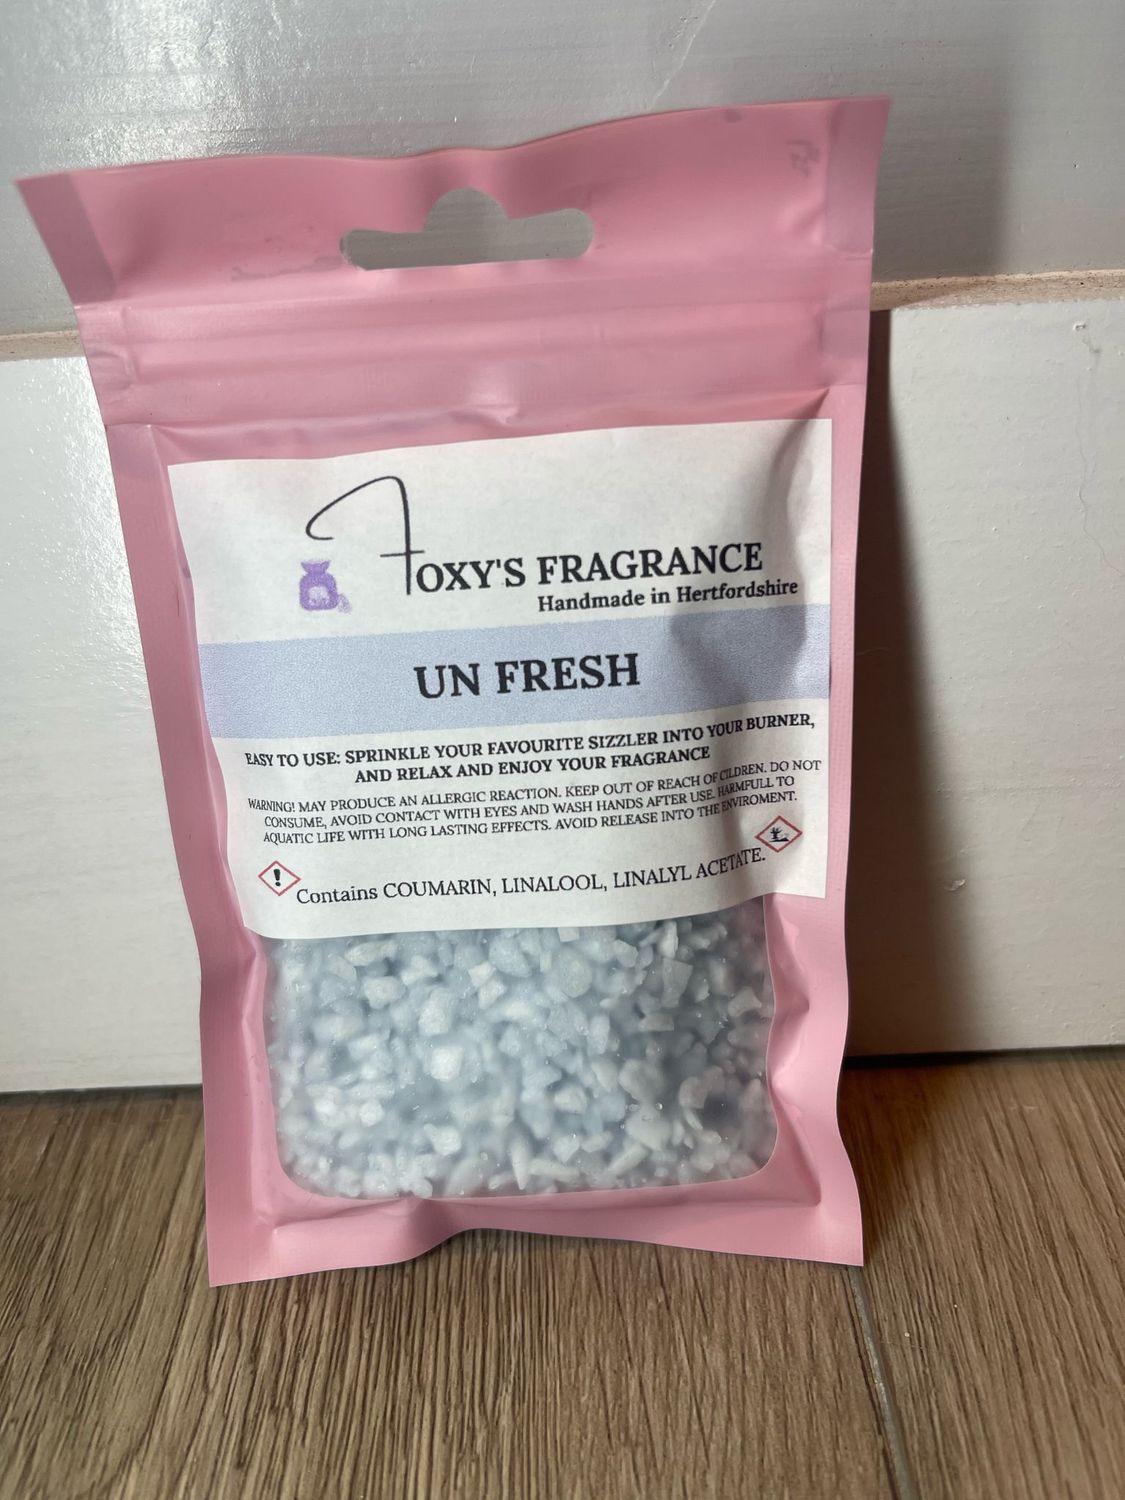 FOXY'S FRAGRANCE
Handmade in Hertfordshire
UN FRESH
EASY TO USE: SPRINKLE YOUR FAVOURITE SIZZLER INTO YOUR BURNER,
AND RELAX AND ENJOY YOUR FRAGRANCE
WARNING! MAY PRODUCE AN ALLERGIC REACTION. KEEP OUT OF REACH OF CILDREN. DO NOT
CONSUME, AVOID CONTACT WITH EYES AND WASH HANDS AFTER USE. HARMFULL TO
AQUATIC LIFE WITH LONG LASTING EFFECTS. AVOID RELEASE INTO THE ENVIROMENT.
Contains COUMARIN, LINALOOL, LINALYL ACETATE.